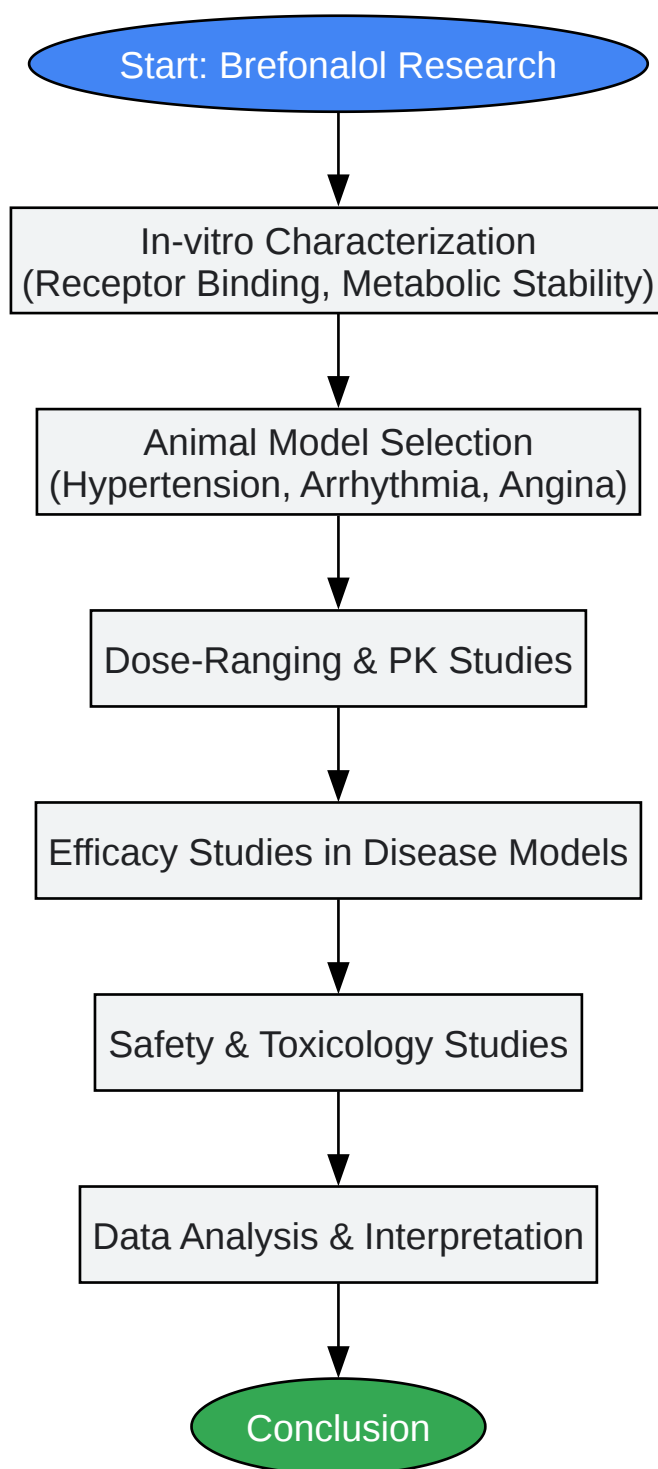 Start: Brefonalol Research
In-vitro Characterization
(Receptor Binding, Metabolic Stability)
Animal Model Selection
(Hypertension, Arrhythmia, Angina)
Dose-Ranging & PK Studies
Efficacy Studies in Disease Models
Safety & Toxicology Studies
Data Analysis & Interpretation
Conclusion